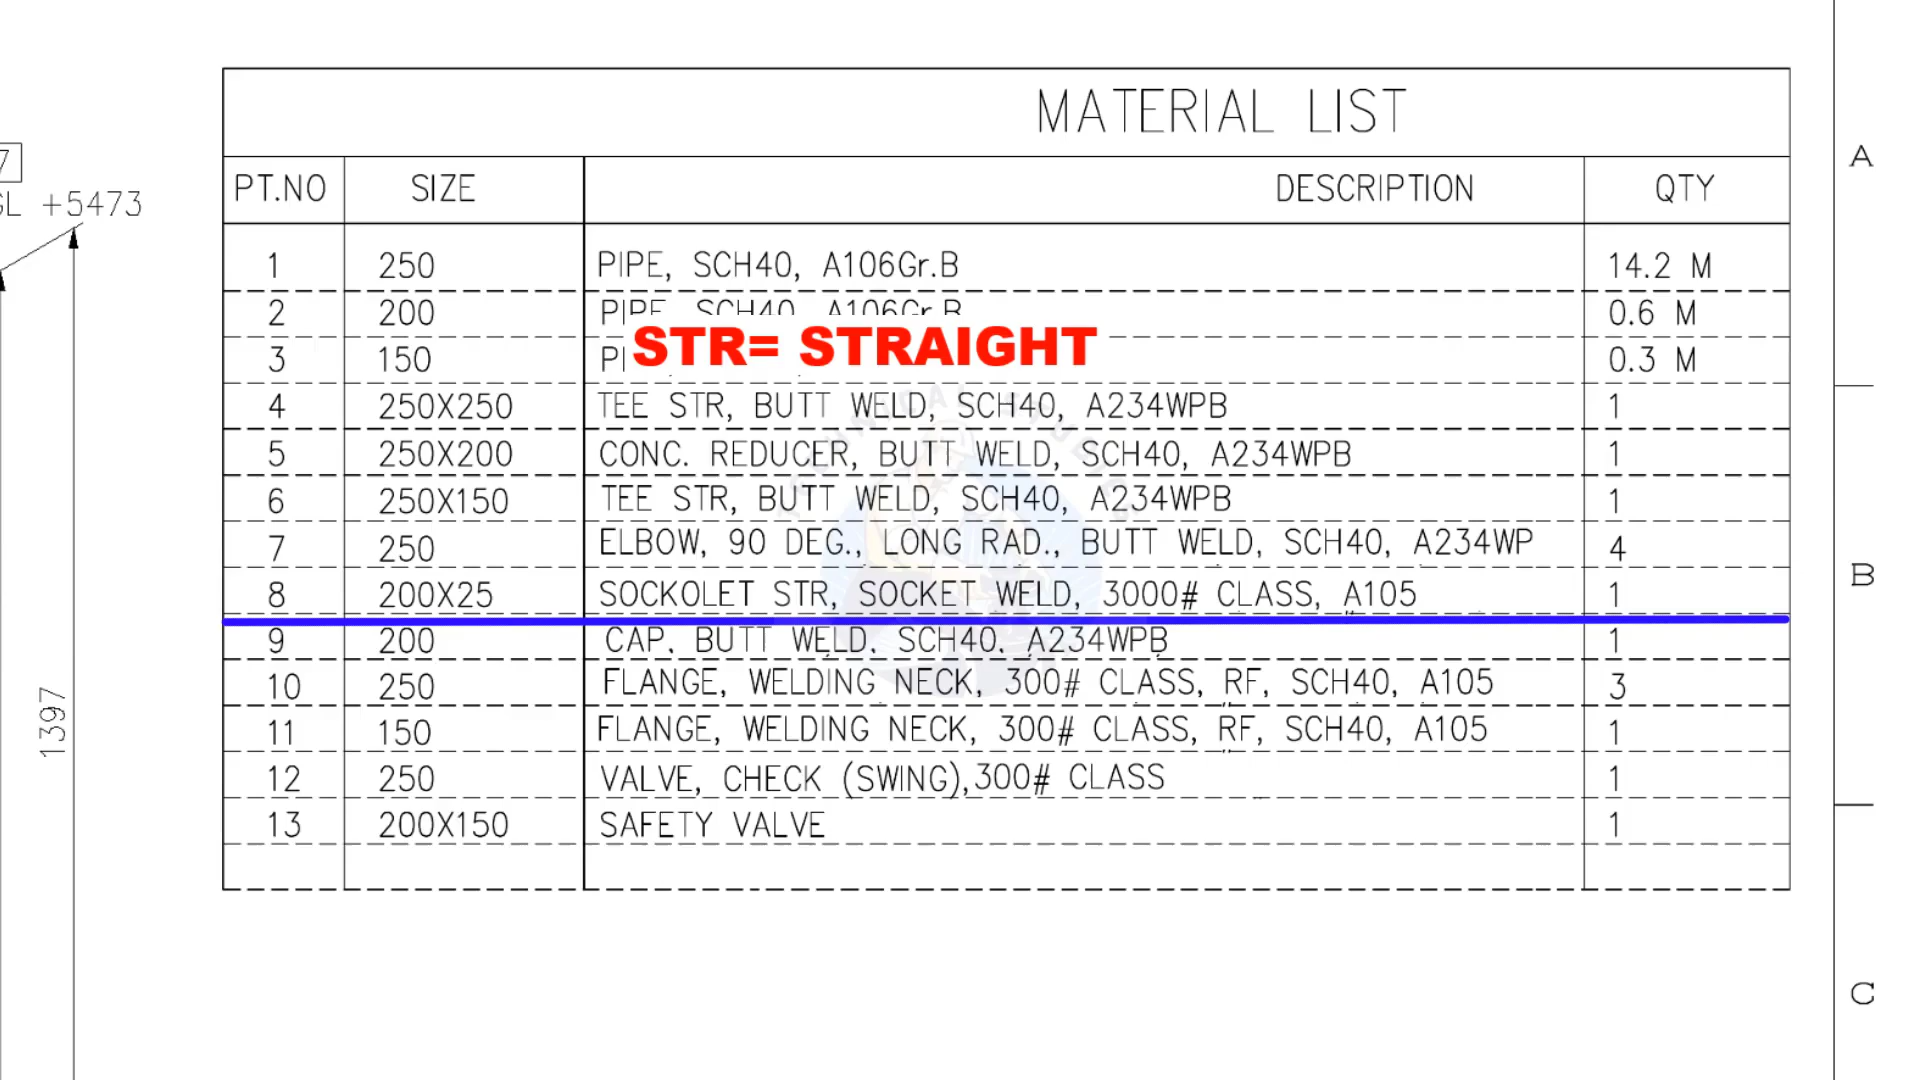 MATERIAL LIST
PT.NO SIZE DESCRIPTION QTY
1 250 PIPE, SCH40, A106Gr.B 14.2 M
2 200 PIPE, SCH40, A106Gr.B 0.6 M
STR= STRAIGHT
3 150 0.3 M
4 250X250 TEE STR, BUTT WELD, SCH40, A234WPB 1
5 250X200 CONC. REDUCER, BUTT WELD, SCH40, A234WPB 1
6 250X150 TEE STR, BUTT WELD, SCH40, A234WPB 1
7 250 ELBOW, 90 DEG., LONG RAD., BUTT WELD, SCH40, A234WP 4
8 200X25 SOCKOLET STR, SOCKET WELD, 3000# CLASS, A105 1
9 200 CAP, BUTT WELD, SCH40, A234WPB 1
10 250 FLANGE, WELDING NECK, 300# CLASS, RF, SCH40, A105 3
11 150 FLANGE, WELDING NECK, 300# CLASS, RF, SCH40, A105 1
12 250 VALVE, CHECK (SWING),300# CLASS 1
13 200X150 SAFETY VALVE 1
7
+5473
1397
A
B
C